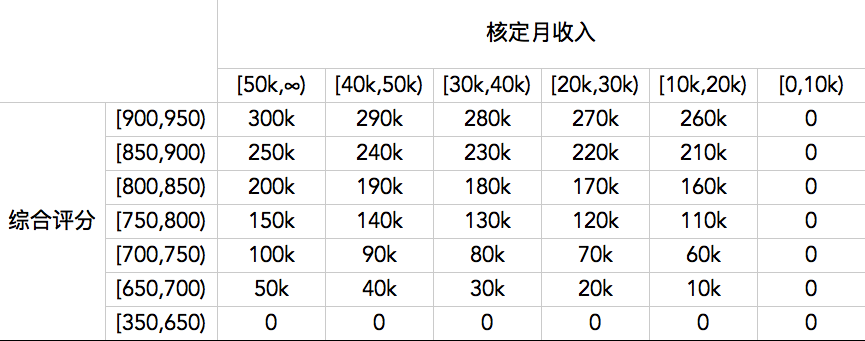 核定月收入
[50k,∞) [40k,50k) [30k,40k) [20k,30k) [10k,20k) [0,10k)
[900,950) 300k 290k 280k 270k 260k 0
[850,900) 250k 240k 230k 220k 210k 0
[800,850) 200k 190k 180k 170k 160k 0
综合评分 [750,800) 150k 140k 130k 120k 110k 0
[700,750) 100k 90k 80k 70k 60k 0
[650,700) 50k 40k 30k 20k 10k 0
[350,650) 0 0 0 0 0 0